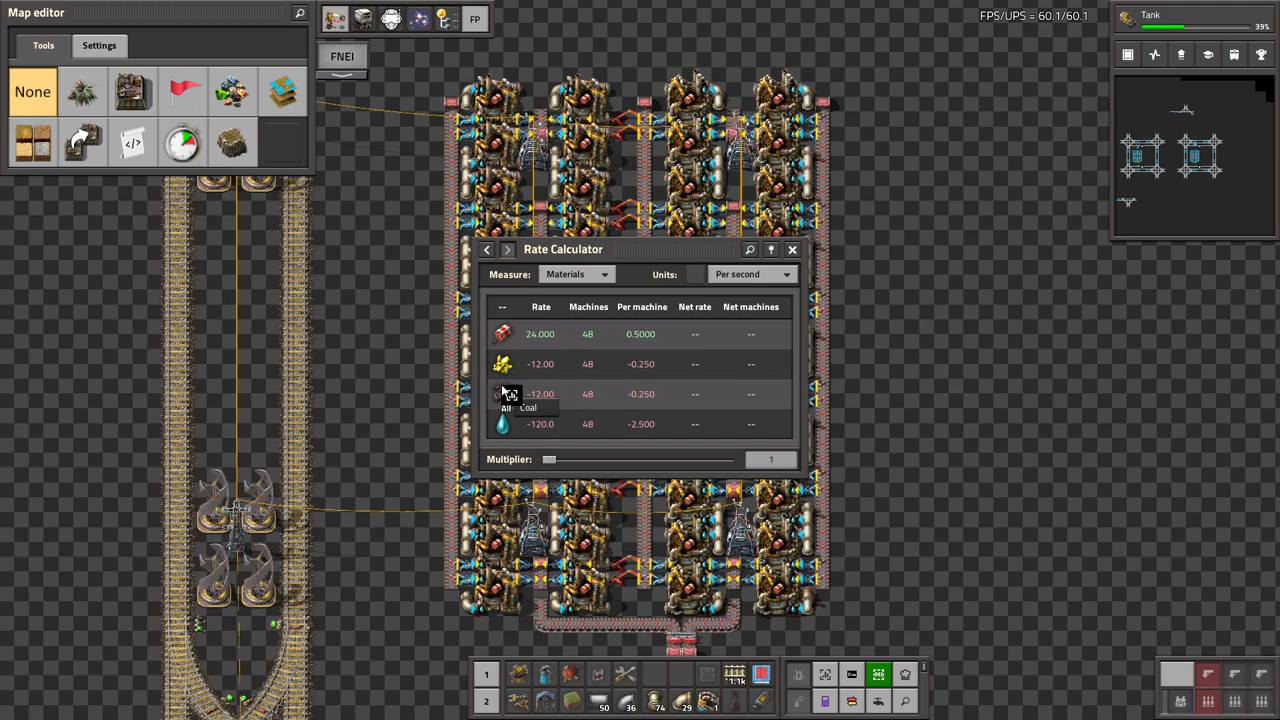 Map editor
FP
FPS/UPS = 60.1/60.1
Tank
39%
Tools Settings
FNEI
None
</>
Rate Calculator
Measure: Materials Units: Per second
-- Rate Machines Per machine Net rate Net machines
24.000 48 0.5000 -- --
-12.00 48 -0.250 -- --
-12.00 48 -0.250 -- --
All Coal
-120.0 48 -2.500 -- --
Multiplier: 1
1 1.1k
2 50 36 74 29 1